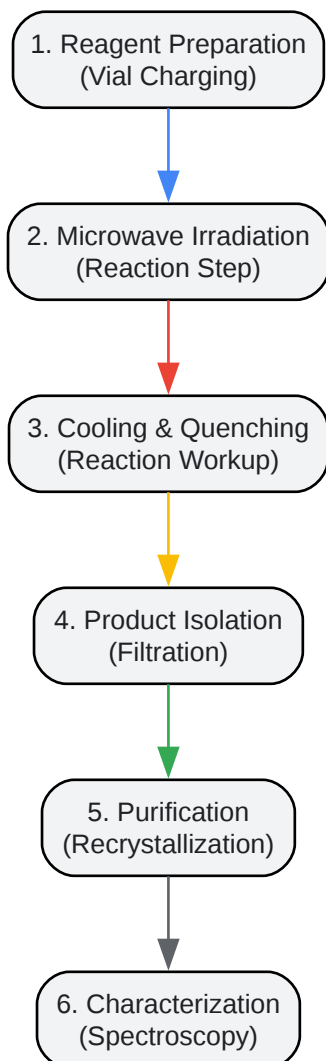 1. Reagent Preparation
(Vial Charging)
2. Microwave Irradiation
(Reaction Step)
3. Cooling & Quenching
(Reaction Workup)
4. Product Isolation
(Filtration)
5. Purification
(Recrystallization)
6. Characterization
(Spectroscopy)